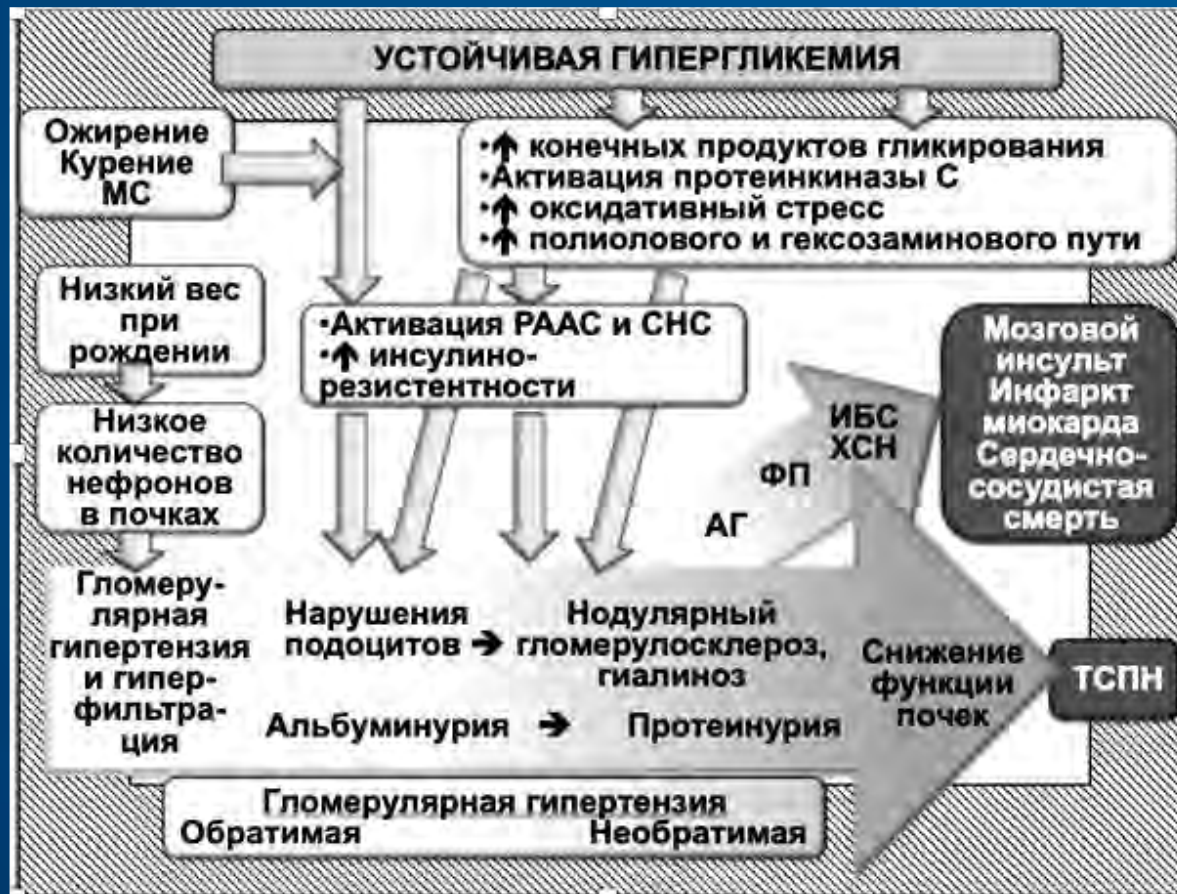 УСТОЙЧИВАЯ ГИПЕРГЛИКЕМИЯ
Ожирение
Курение
МС
•↑ конечных продуктов гликирования
•Активация протеинкиназы С
•↑ оксидативный стресс
•↑ полиолового и гексозаминового пути
Низкий вес
при
рождении
•Активация РААС и СНС
•↑ инсулино-
резистентности
Низкое
количество
нефронов
в почках
Мозговой
инсульт
Инфаркт
миокарда
Сердечно-
сосудистая
смерть
ИБС
ХСН
ФП
АГ
Гломеру-
лярная
гипертензия
и гипер-
фильтра-
ция
Нарушения
подоцитов ➔
Нодулярный
гломерулосклероз,
гиалиноз
Альбуминурия ➔ Протеинурия
Снижение
функции
почек
ТСПН
Гломерулярная гипертензия
Обратимая Необратимая